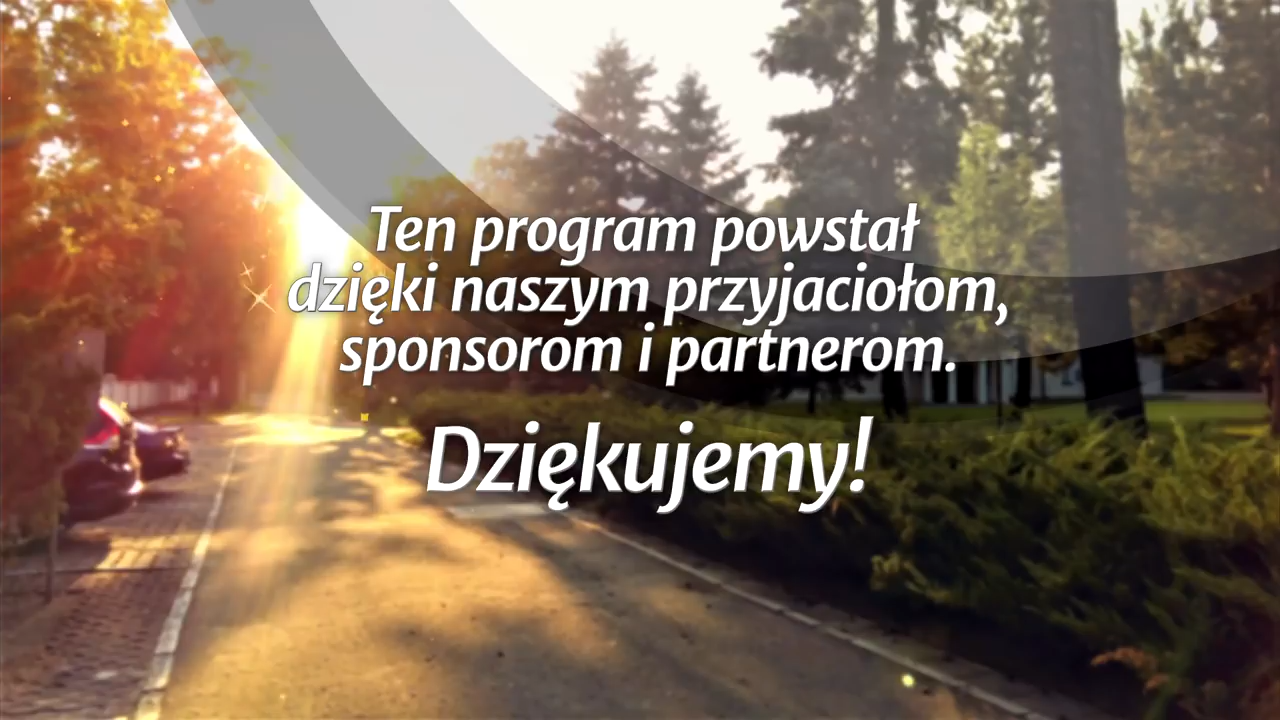 Ten program powstał
dzięki naszym przyjaciołom,
sponsorom i partnerom.
Dziękujemy!